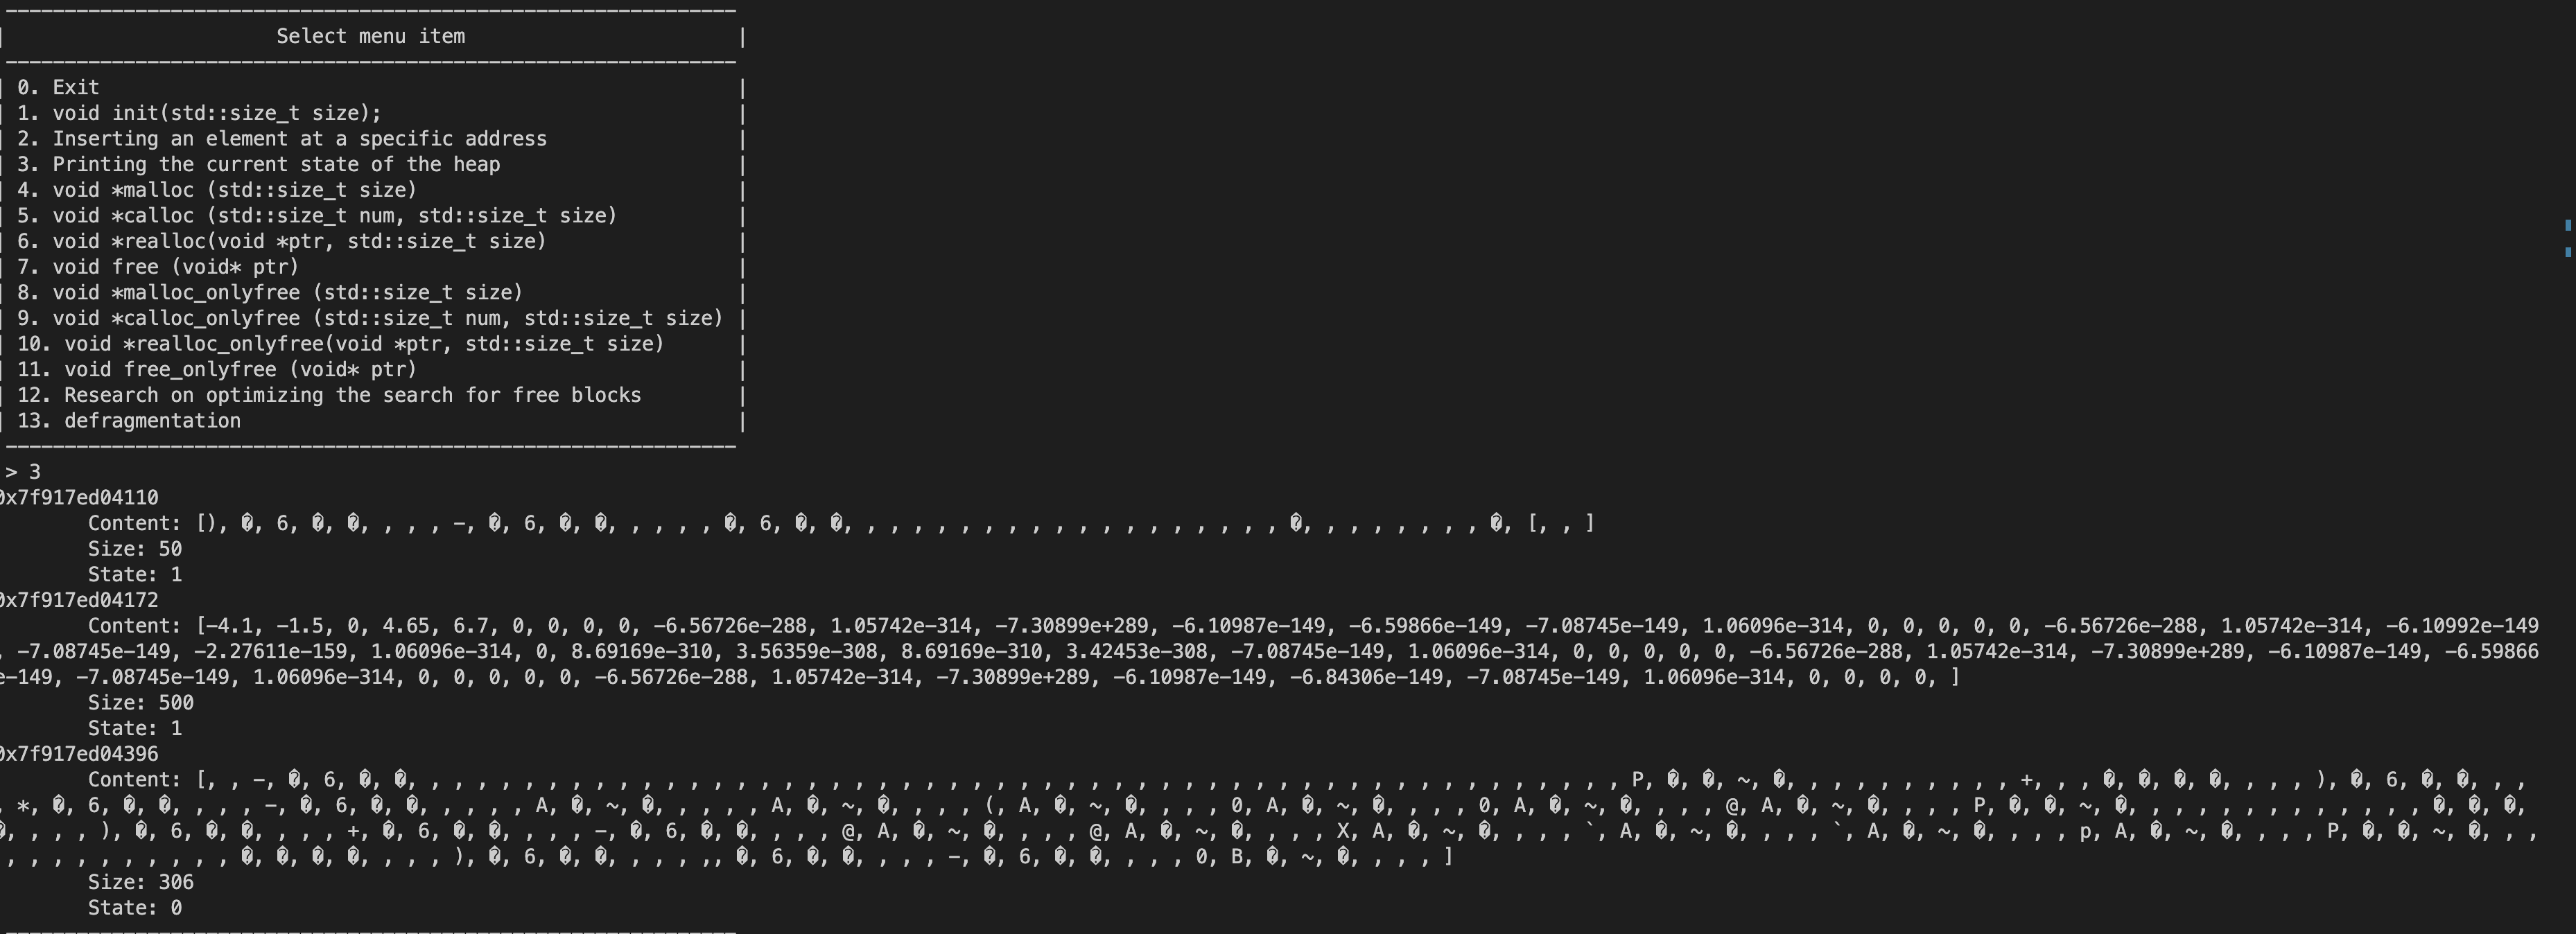 Select menu item
0. Exit
1. void init(std::size_t size);
2. Inserting an element at a specific address
3. Printing the current state of the heap
4. void *malloc (std::size_t size)
5. void *calloc (std::size_t num, std::size_t size)
6. void *realloc(void *ptr, std::size_t size)
7. void free (void* ptr)
8. void *malloc_onlyfree (std::size_t size)
9. void *calloc_onlyfree (std::size_t num, std::size_t size)
10. void *realloc_onlyfree(void *ptr, std::size_t size)
11. void free_onlyfree (void* ptr)
12. Research on optimizing the search for free blocks
13. defragmentation
> 3
0x7f917ed04110
Content: [), �, 6, �, �, , , , -, �, 6, �, �, , , , , �, 6, �, �, , , , , , , , , , , , , , , , , , , �, , , , , , , , �, [, , ]
Size: 50
State: 1
0x7f917ed04172
Content: [-4.1, -1.5, 0, 4.65, 6.7, 0, 0, 0, 0, -6.56726e-288, 1.05742e-314, -7.30899e+289, -6.10987e-149, -6.59866e-149, -7.08745e-149, 1.06096e-314, 0, 0, 0, 0, 0, -6.56726e-288, 1.05742e-314, -6.10992e-149
, -7.08745e-149, -2.27611e-159, 1.06096e-314, 0, 8.69169e-310, 3.56359e-308, 8.69169e-310, 3.42453e-308, -7.08745e-149, 1.06096e-314, 0, 0, 0, 0, 0, -6.56726e-288, 1.05742e-314, -7.30899e+289, -6.10987e-149, -6.59866
e-149, -7.08745e-149, 1.06096e-314, 0, 0, 0, 0, 0, -6.56726e-288, 1.05742e-314, -7.30899e+289, -6.10987e-149, -6.84306e-149, -7.08745e-149, 1.06096e-314, 0, 0, 0, 0, ]
Size: 500
State: 1
0x7f917ed04396
Content: [, , -, �, 6, �, �, , , , , , , , , , , , , , , , , , , , , , , , , , , , , , , , , , , , , , , , , , , , , , , , , , , , , , , , , P, �, �, ~, �, , , , , , , , , +, , , �, �, �, �, , , , ), �, 6, �, �, , ,
, *, �, 6, �, �, , , , -, �, 6, �, �, , , , , A, �, ~, �, , , , , A, �, ~, �, , , , (, A, �, ~, �, , , , 0, A, �, ~, �, , , , 0, A, �, ~, �, , , , @, A, �, ~, �, , , , P, �, �, ~, �, , , , , , , , , , , , , �, �, �,
�, , , , ), �, 6, �, �, , , , +, �, 6, �, �, , , , -, �, 6, �, �, , , , @, A, �, ~, �, , , , @, A, �, ~, �, , , , X, A, �, ~, �, , , , `, A, �, ~, �, , , , `, A, �, ~, �, , , , p, A, �, ~, �, , , , P, �, �, ~, �, , ,
, , , , , , , , , , �, �, �, �, , , , ), �, 6, �, �, , , , ,, �, 6, �, �, , , , -, �, 6, �, �, , , , 0, B, �, ~, �, , , , ]
Size: 306
State: 0